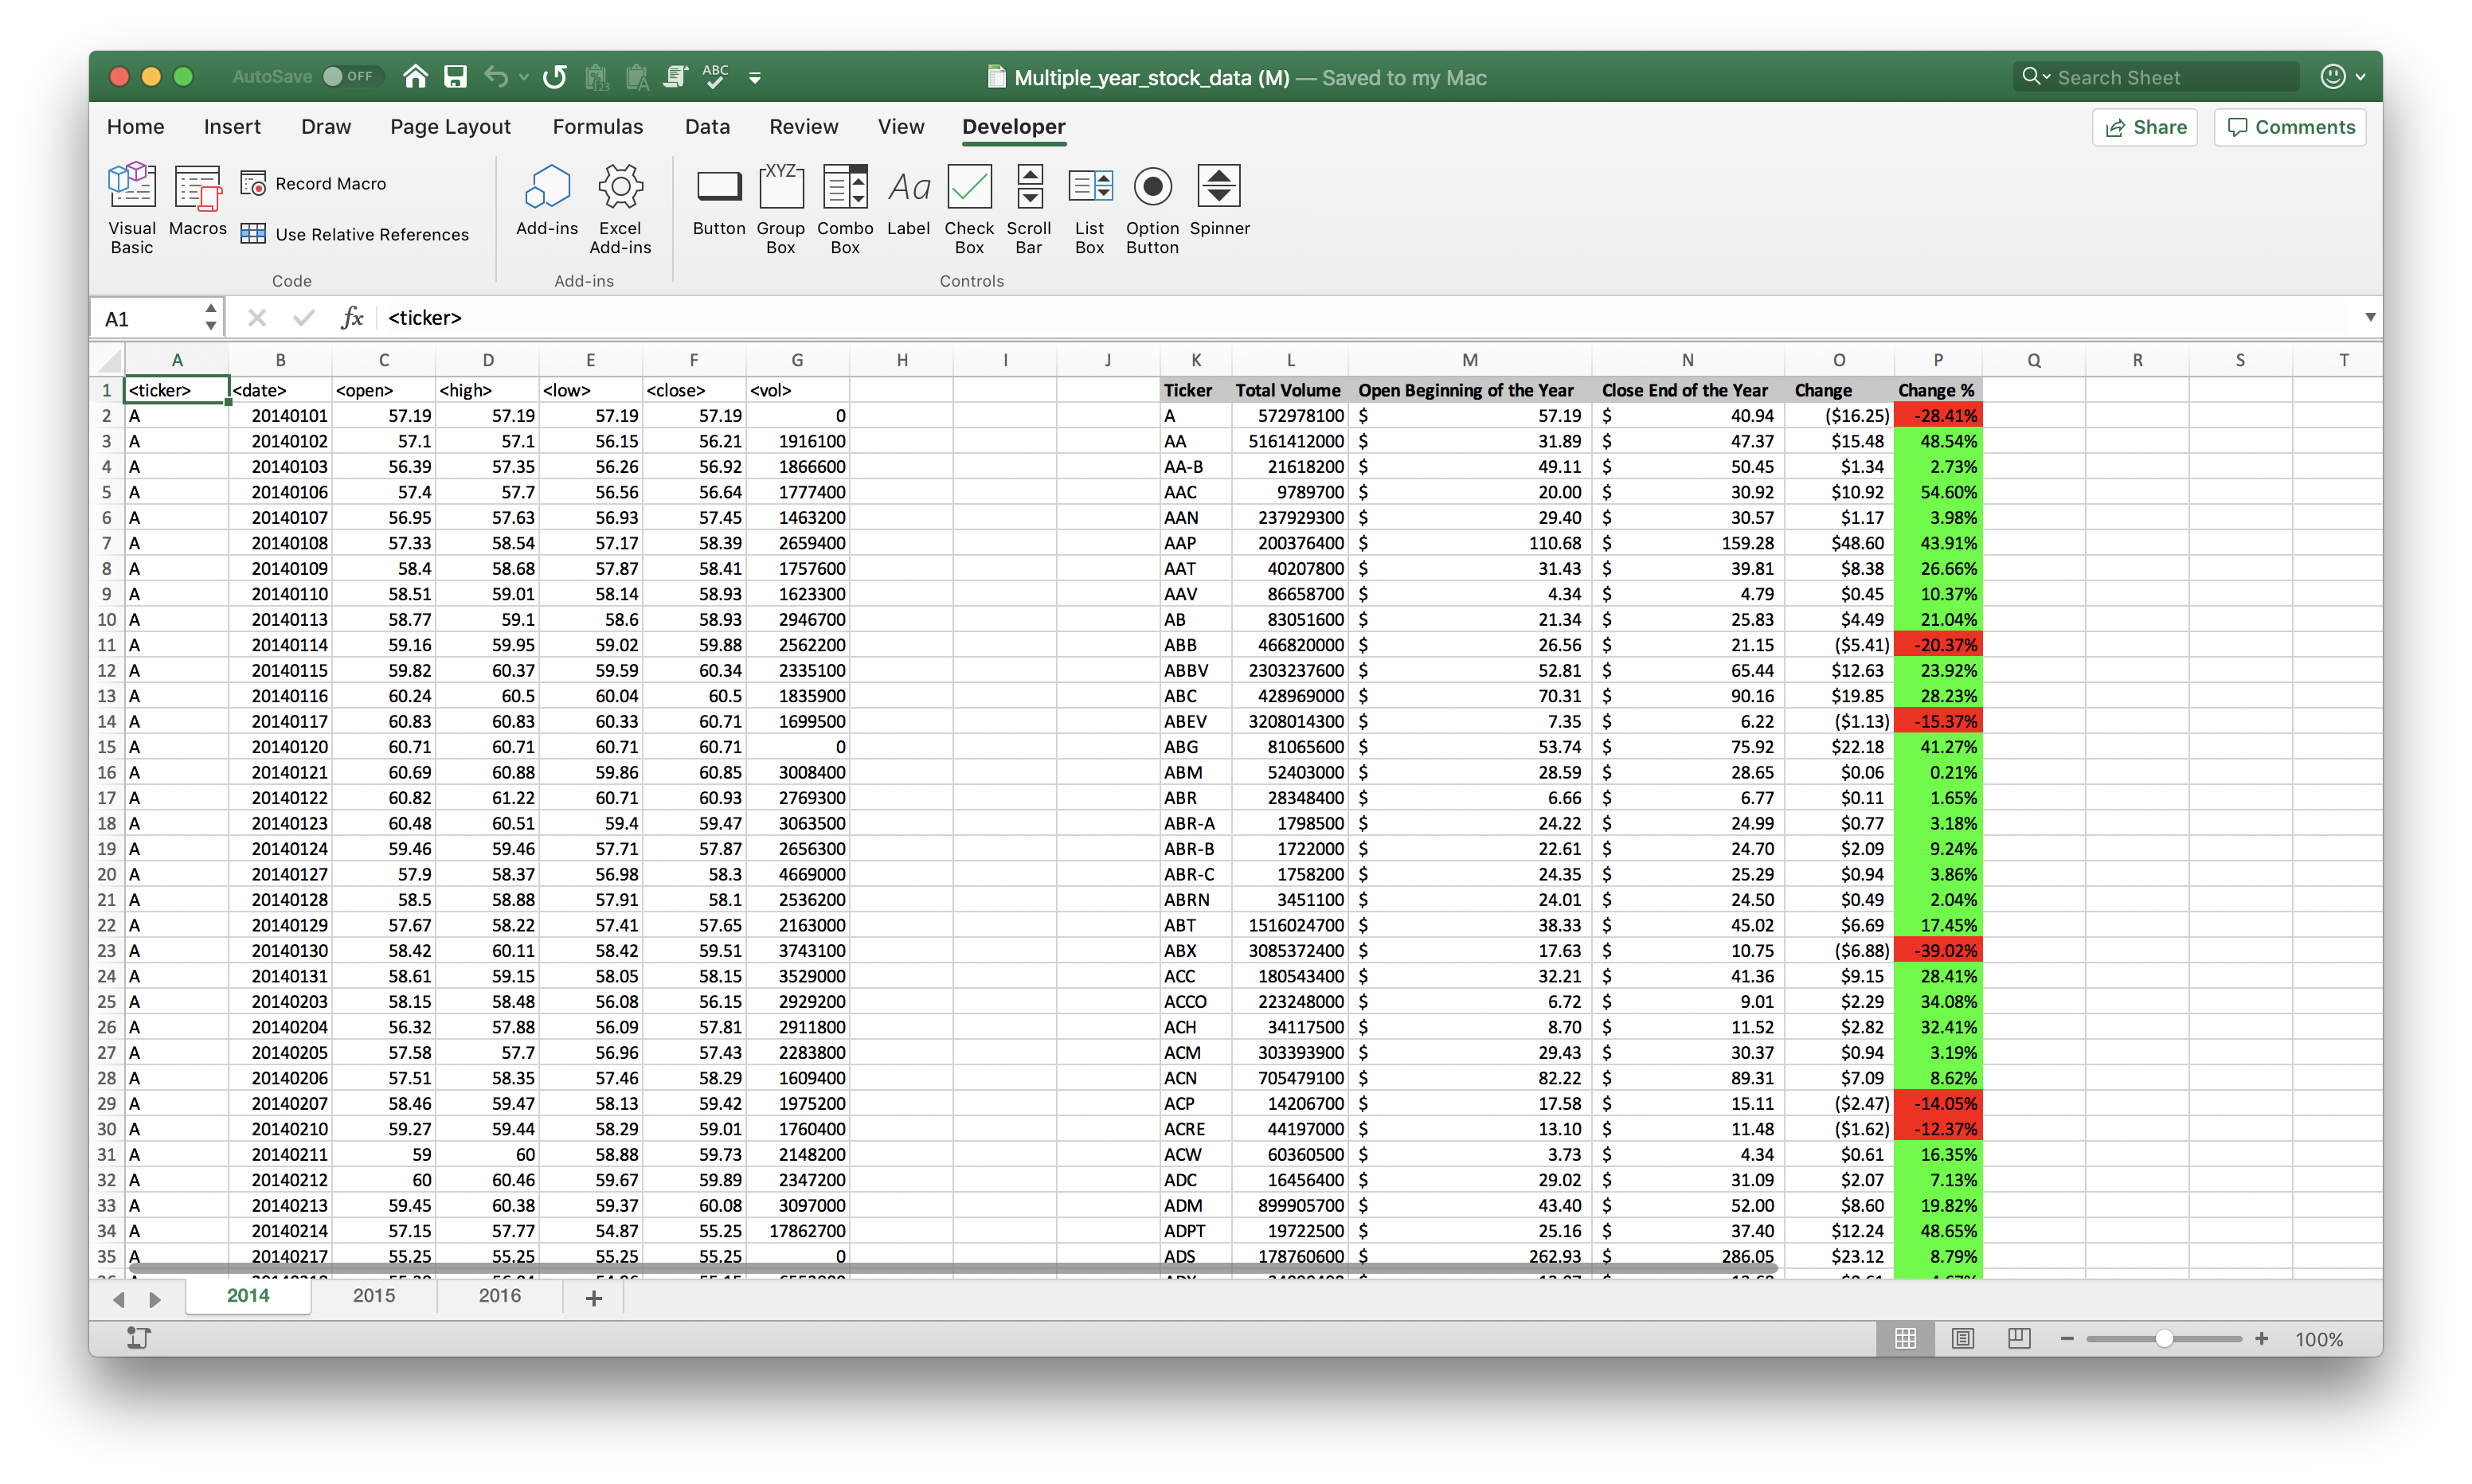 AutoSave OFF ABC Multiple_year_stock_data (M) — Saved to my Mac Search Sheet
Home Insert Draw Page Layout Formulas Data Review View Developer Share Comments
Visual Basic Macros Record Macro Use Relative References Add-ins Excel Add-ins Button XYZ Group Box Combo Box Aa Label Check Box Scroll Bar List Box Option Button Spinner
Code Add-ins Controls
A1 fx <ticker>
A B C D E F G H I J K L M N O P Q R S T
1 <ticker> <date> <open> <high> <low> <close> <vol> Ticker Total Volume Open Beginning of the Year Close End of the Year Change Change %
2 A 20140101 57.19 57.19 57.19 57.19 0 A 572978100 $ 57.19 $ 40.94 ($16.25) -28.41%
3 A 20140102 57.1 57.1 56.15 56.21 1916100 AA 5161412000 $ 31.89 $ 47.37 $15.48 48.54%
4 A 20140103 56.39 57.35 56.26 56.92 1866600 AA-B 21618200 $ 49.11 $ 50.45 $1.34 2.73%
5 A 20140106 57.4 57.7 56.56 56.64 1777400 AAC 9789700 $ 20.00 $ 30.92 $10.92 54.60%
6 A 20140107 56.95 57.63 56.93 57.45 1463200 AAN 237929300 $ 29.40 $ 30.57 $1.17 3.98%
7 A 20140108 57.33 58.54 57.17 58.39 2659400 AAP 200376400 $ 110.68 $ 159.28 $48.60 43.91%
8 A 20140109 58.4 58.68 57.87 58.41 1757600 AAT 40207800 $ 31.43 $ 39.81 $8.38 26.66%
9 A 20140110 58.51 59.01 58.14 58.93 1623300 AAV 86658700 $ 4.34 $ 4.79 $0.45 10.37%
10 A 20140113 58.77 59.1 58.6 58.93 2946700 AB 83051600 $ 21.34 $ 25.83 $4.49 21.04%
11 A 20140114 59.16 59.95 59.02 59.88 2562200 ABB 466820000 $ 26.56 $ 21.15 ($5.41) -20.37%
12 A 20140115 59.82 60.37 59.59 60.34 2335100 ABBV 2303237600 $ 52.81 $ 65.44 $12.63 23.92%
13 A 20140116 60.24 60.5 60.04 60.5 1835900 ABC 428969000 $ 70.31 $ 90.16 $19.85 28.23%
14 A 20140117 60.83 60.83 60.33 60.71 1699500 ABEV 3208014300 $ 7.35 $ 6.22 ($1.13) -15.37%
15 A 20140120 60.71 60.71 60.71 60.71 0 ABG 81065600 $ 53.74 $ 75.92 $22.18 41.27%
16 A 20140121 60.69 60.88 59.86 60.85 3008400 ABM 52403000 $ 28.59 $ 28.65 $0.06 0.21%
17 A 20140122 60.82 61.22 60.71 60.93 2769300 ABR 28348400 $ 6.66 $ 6.77 $0.11 1.65%
18 A 20140123 60.48 60.51 59.4 59.47 3063500 ABR-A 1798500 $ 24.22 $ 24.99 $0.77 3.18%
19 A 20140124 59.46 59.46 57.71 57.87 2656300 ABR-B 1722000 $ 22.61 $ 24.70 $2.09 9.24%
20 A 20140127 57.9 58.37 56.98 58.3 4669000 ABR-C 1758200 $ 24.35 $ 25.29 $0.94 3.86%
21 A 20140128 58.5 58.88 57.91 58.1 2536200 ABRN 3451100 $ 24.01 $ 24.50 $0.49 2.04%
22 A 20140129 57.67 58.22 57.41 57.65 2163000 ABT 1516024700 $ 38.33 $ 45.02 $6.69 17.45%
23 A 20140130 58.42 60.11 58.42 59.51 3743100 ABX 3085372400 $ 17.63 $ 10.75 ($6.88) -39.02%
24 A 20140131 58.61 59.15 58.05 58.15 3529000 ACC 180543400 $ 32.21 $ 41.36 $9.15 28.41%
25 A 20140203 58.15 58.48 56.08 56.15 2929200 ACCO 223248000 $ 6.72 $ 9.01 $2.29 34.08%
26 A 20140204 56.32 57.88 56.09 57.81 2911800 ACH 34117500 $ 8.70 $ 11.52 $2.82 32.41%
27 A 20140205 57.58 57.7 56.96 57.43 2283800 ACM 303393900 $ 29.43 $ 30.37 $0.94 3.19%
28 A 20140206 57.51 58.35 57.46 58.29 1609400 ACN 705479100 $ 82.22 $ 89.31 $7.09 8.62%
29 A 20140207 58.46 59.47 58.13 59.42 1975200 ACP 14206700 $ 17.58 $ 15.11 ($2.47) -14.05%
30 A 20140210 59.27 59.44 58.29 59.01 1760400 ACRE 44197000 $ 13.10 $ 11.48 ($1.62) -12.37%
31 A 20140211 59 60 58.88 59.73 2148200 ACW 60360500 $ 3.73 $ 4.34 $0.61 16.35%
32 A 20140212 60 60.46 59.67 59.89 2347200 ADC 16456400 $ 29.02 $ 31.09 $2.07 7.13%
33 A 20140213 59.45 60.38 59.37 60.08 3097000 ADM 899905700 $ 43.40 $ 52.00 $8.60 19.82%
34 A 20140214 57.15 57.77 54.87 55.25 17862700 ADPT 19722500 $ 25.16 $ 37.40 $12.24 48.65%
35 A 20140217 55.25 55.25 55.25 55.25 0 ADS 178760600 $ 262.93 $ 286.05 $23.12 8.79%
2014 2015 2016
100%